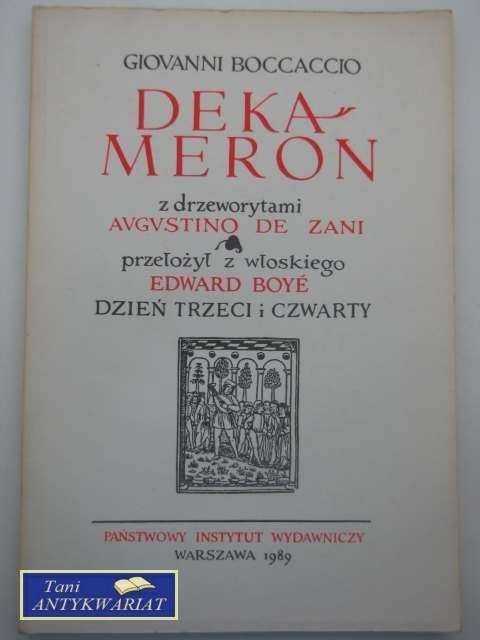 GIOVANNI BOCCACCIO
DEKA
MERON
z drzeworytami
AVGVSTINO DE ZANI
przełożył z włoskiego
EDWARD BOYÉ
DZIEŃ TRZECI i CZWARTY
PAŃSTWOWY INSTYTUT WYDAWNICZY
WARSZAWA 1989
Tani
ANTYKWARIAT